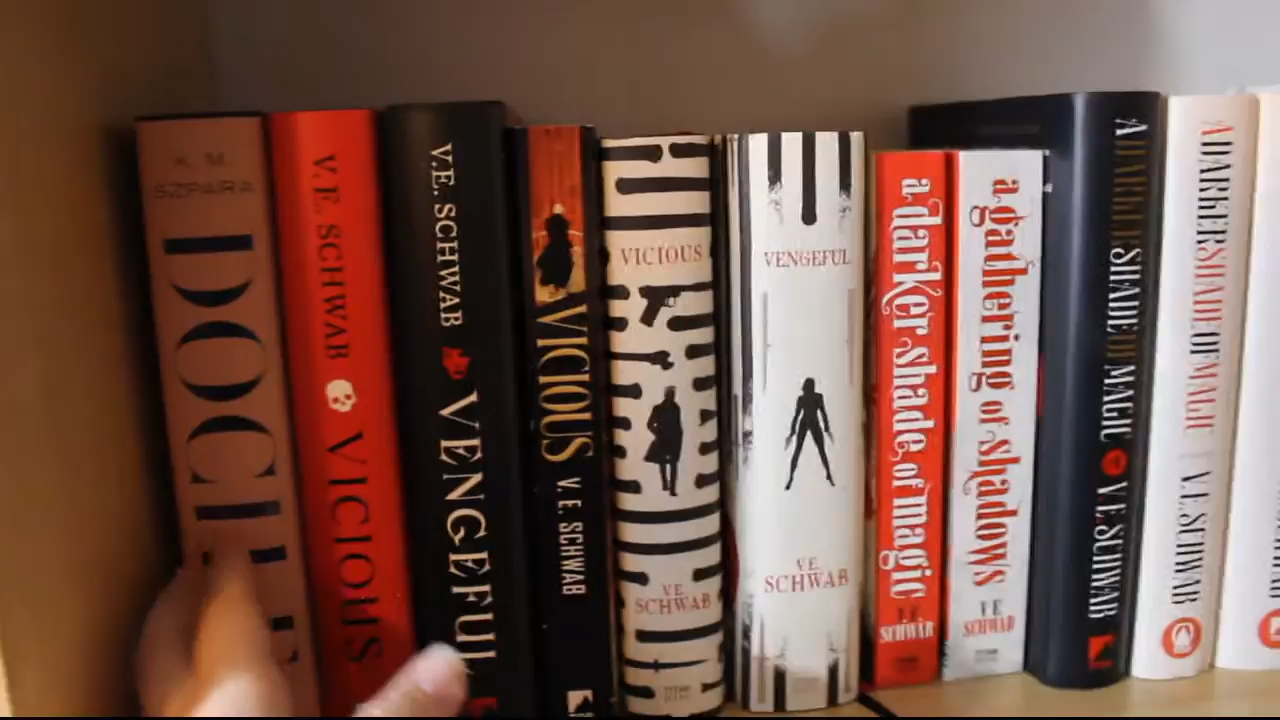 K. M.
SZPARA
DOCILE
V.E. SCHWAB
VICIOUS
V.E. SCHWAB
VENGEFUL
VICIOUS
V. E. SCHWAB
VICIOUS
V.E.
SCHWAB
VENGEFUL
V.E.
SCHWAB
a darker shade of magic
V E
SCHWAB
a gathering of shadows
V E
SCHWAB
A DARKER SHADE OF MAGIC
V.E. SCHWAB
A DARKER SHADE OF MAGIC
V.E. SCHWAB